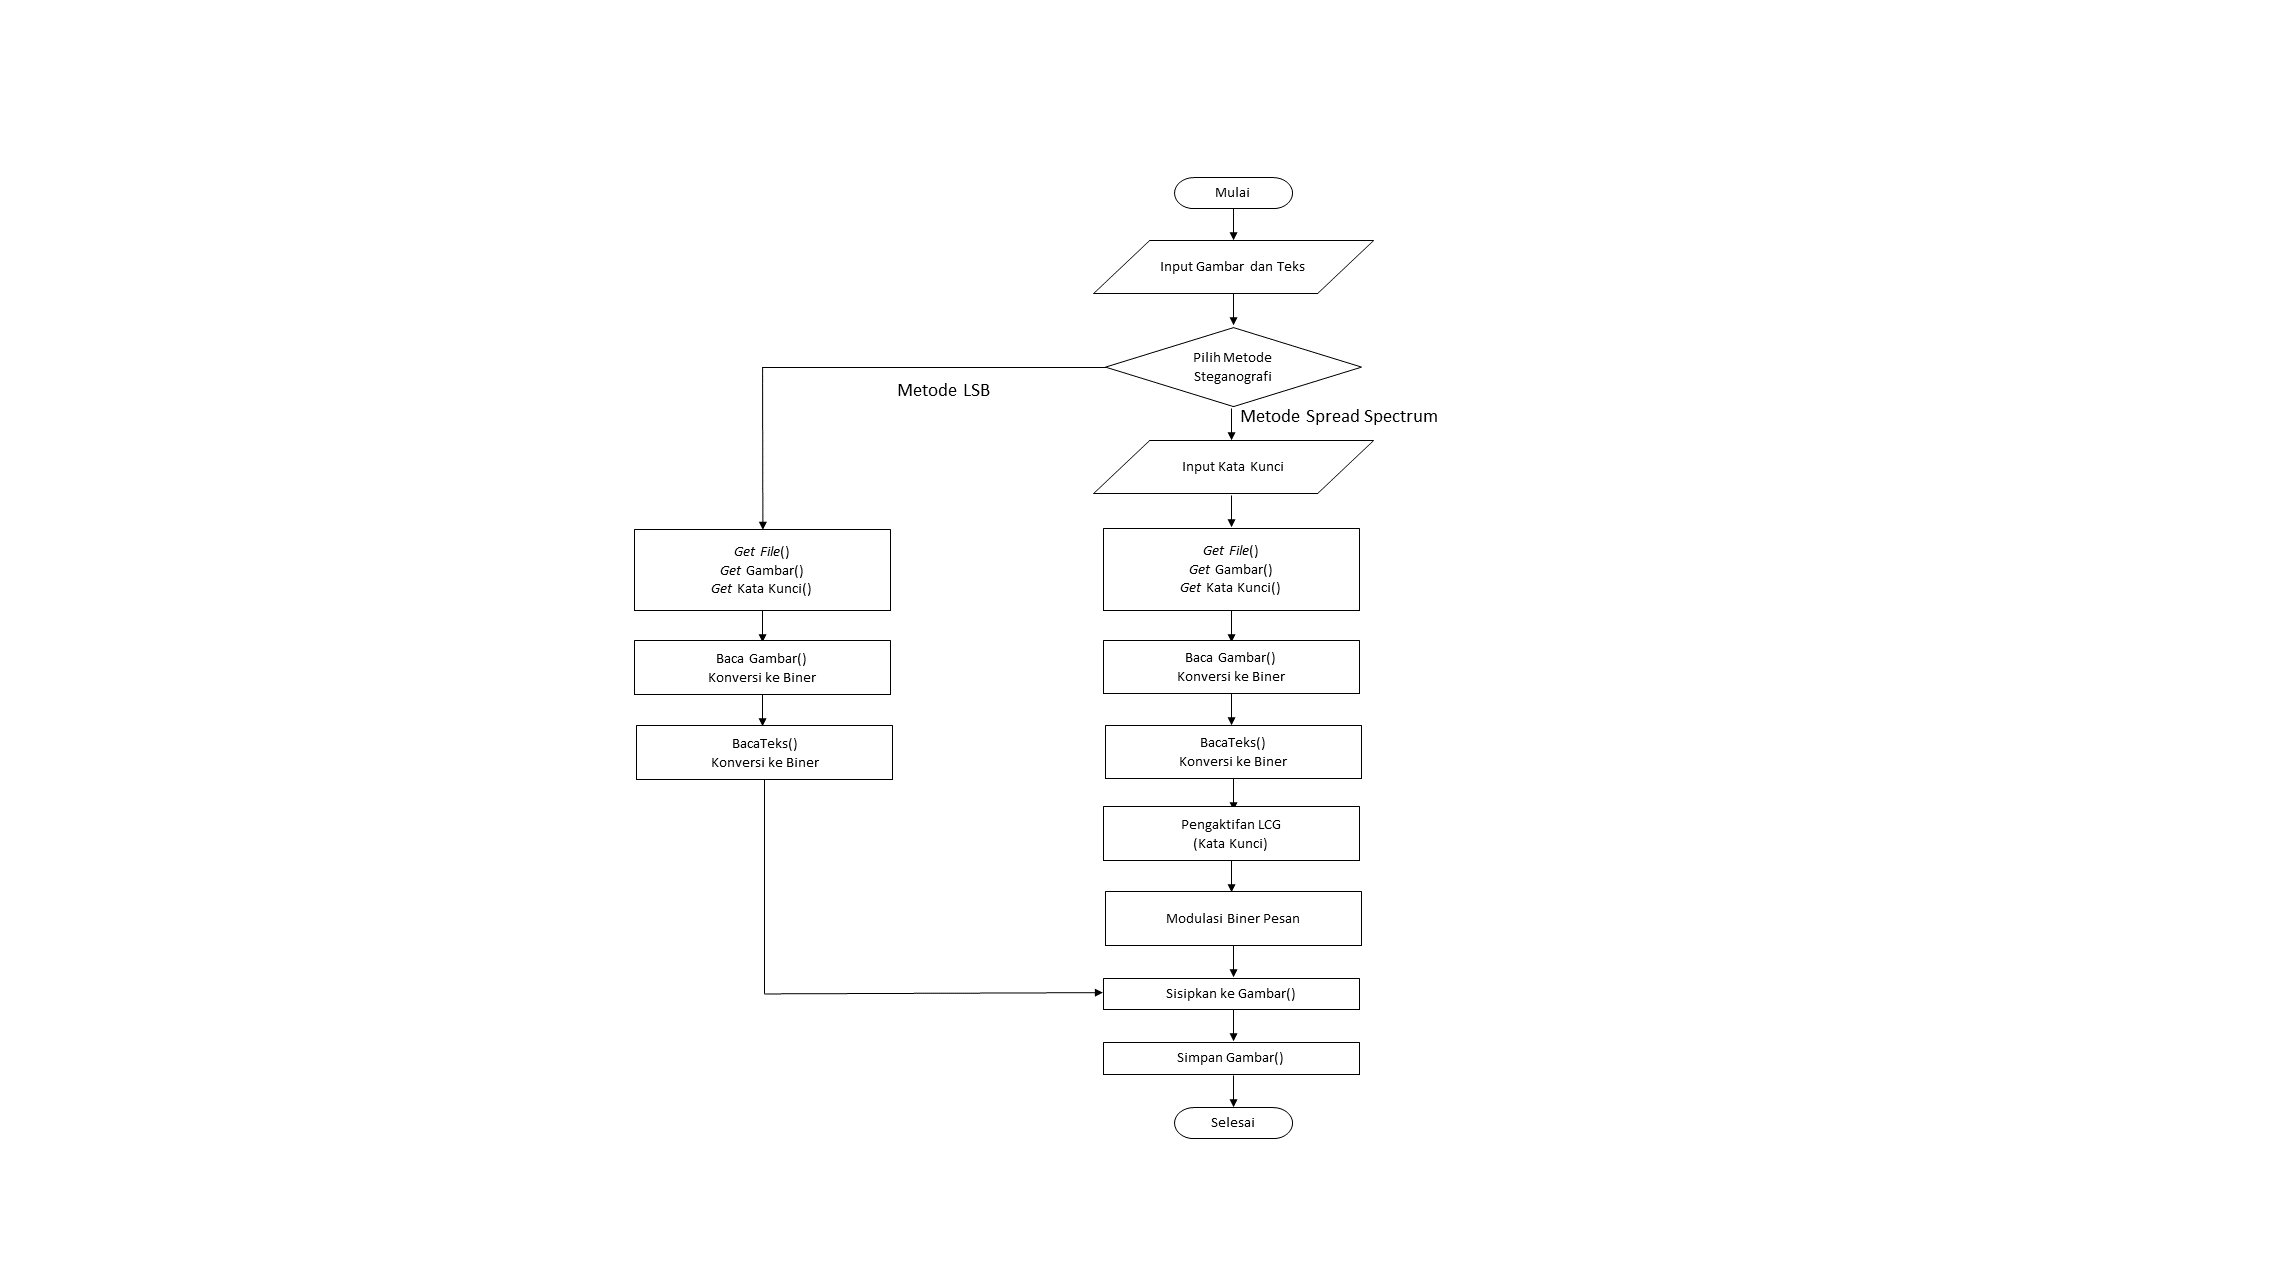 Mulai
Input Gambar dan Teks
Pilih Metode
Steganografi
Metode LSB
Metode Spread Spectrum
Input Kata Kunci
Get File()
Get Gambar()
Get Kata Kunci()
Baca Gambar()
Konversi ke Biner
BacaTeks()
Konversi ke Biner
Get File()
Get Gambar()
Get Kata Kunci()
Baca Gambar()
Konversi ke Biner
BacaTeks()
Konversi ke Biner
Pengaktifan LCG
(Kata Kunci)
Modulasi Biner Pesan
Sisipkan ke Gambar()
Simpan Gambar()
Selesai